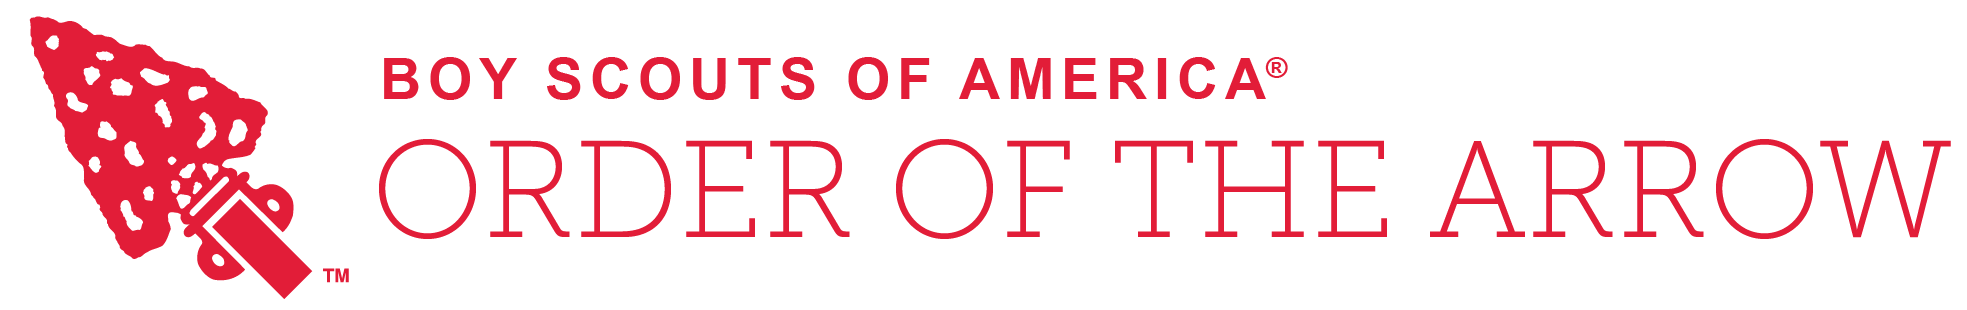 BOY SCOUTS OF AMERICA®
ORDER OF THE ARROW
TM